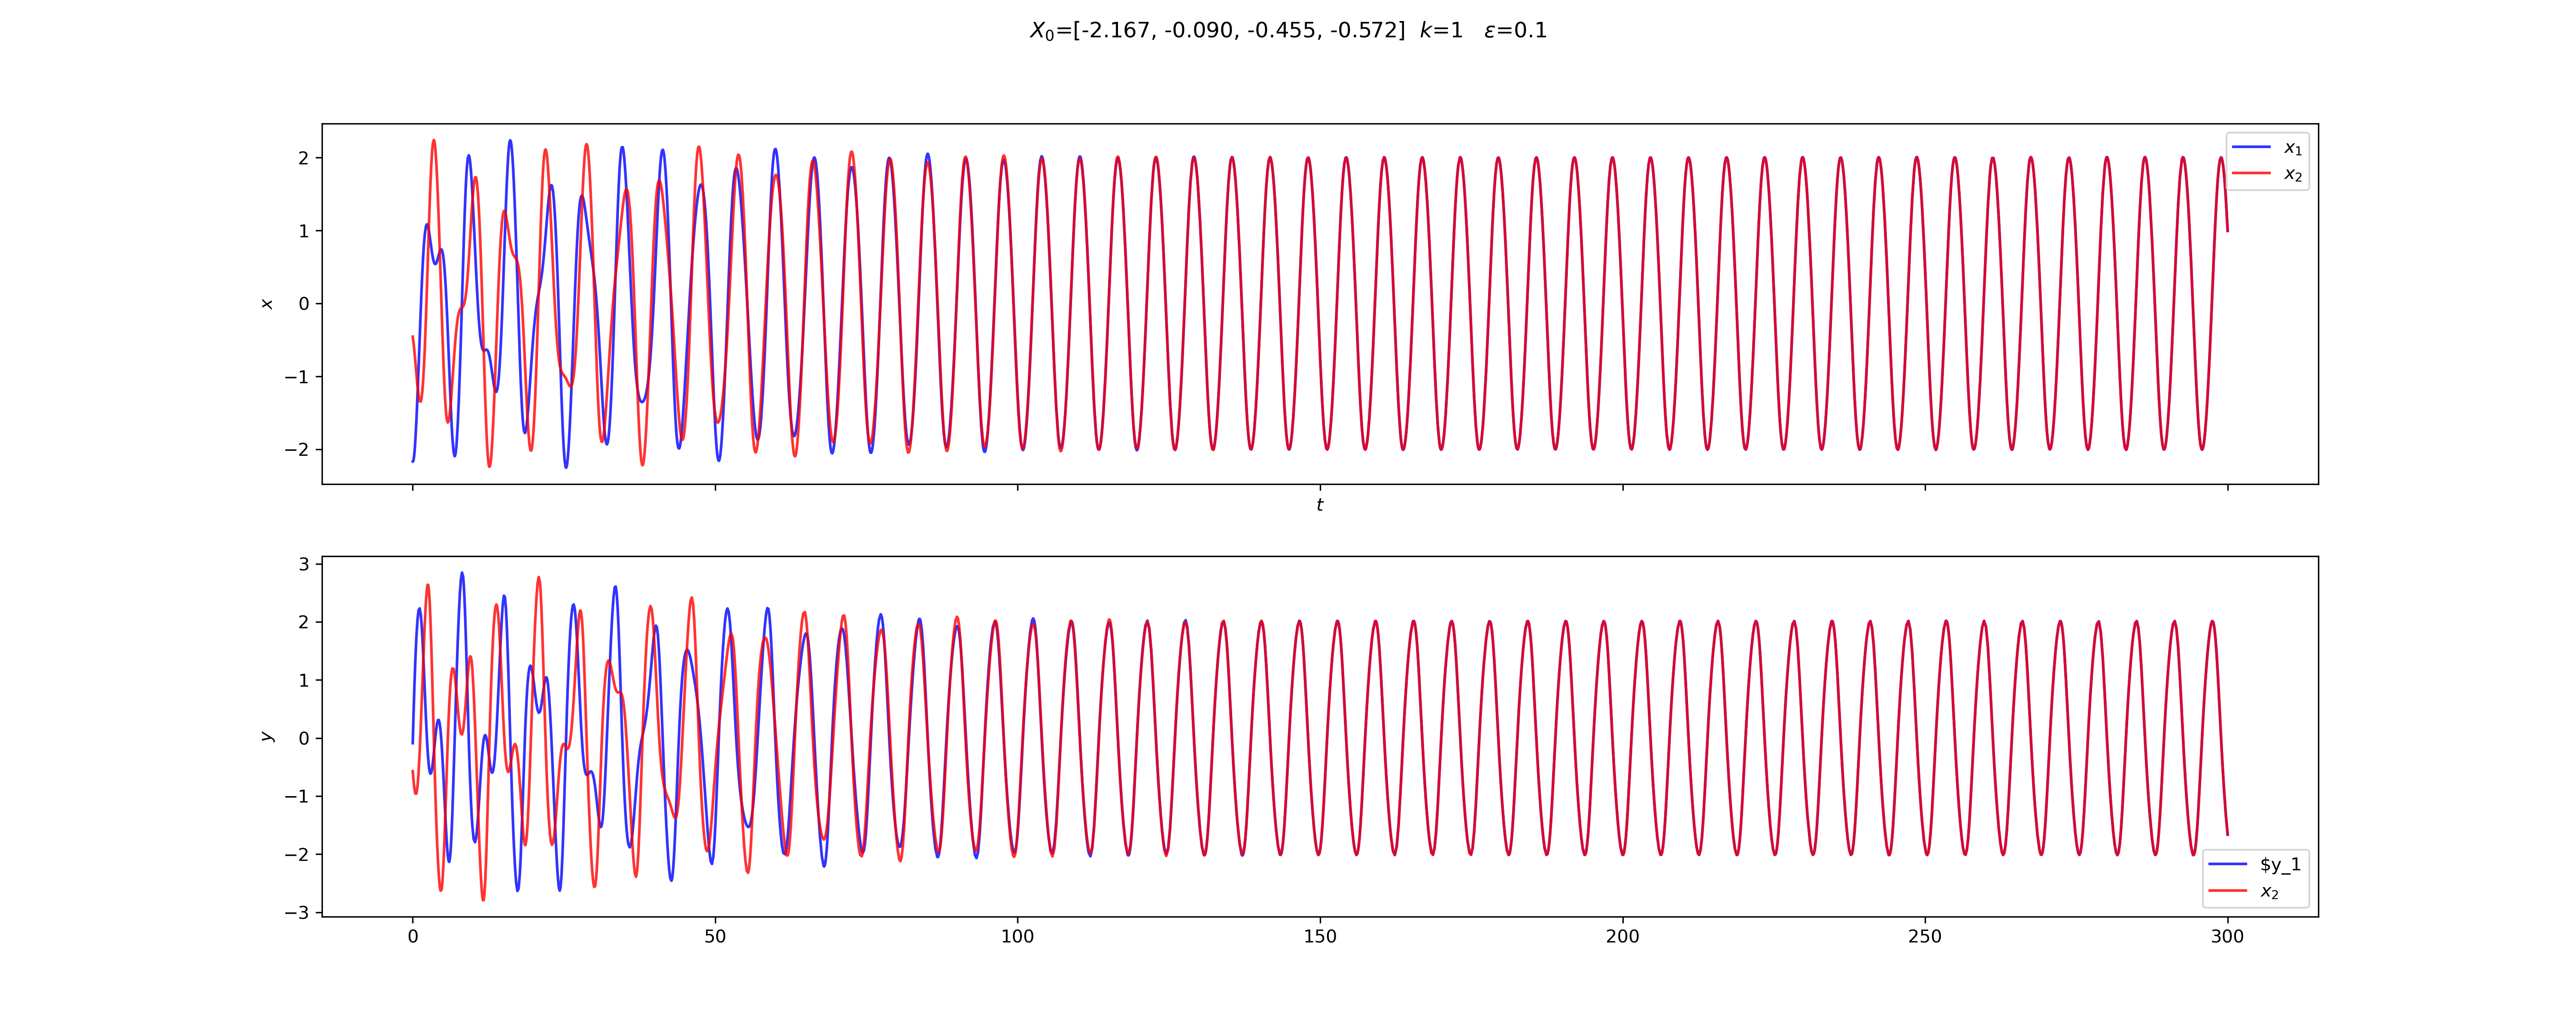 X₀=[-2.167, -0.090, -0.455, -0.572] k=1 ε=0.1
2
1
0
−1
−2
x
x₁
x₂
t
3
2
1
0
−1
−2
−3
y
$y_1
x₂
0 50 100 150 200 250 300